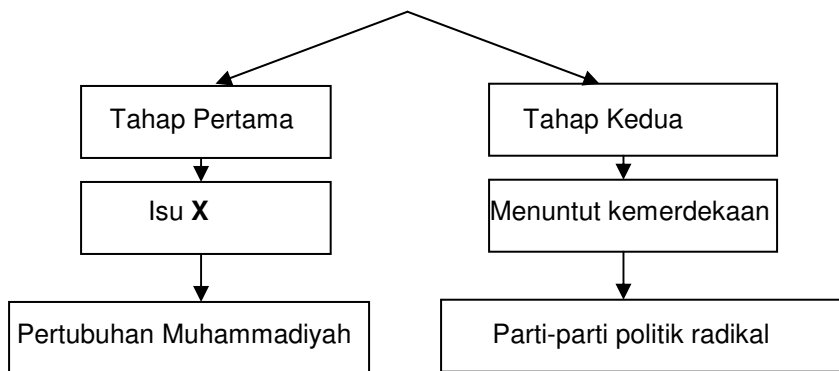 Tahap Pertama
Tahap Kedua
Isu X
Menuntut kemerdekaan
Pertubuhan Muhammadiyah
Parti-parti politik radikal